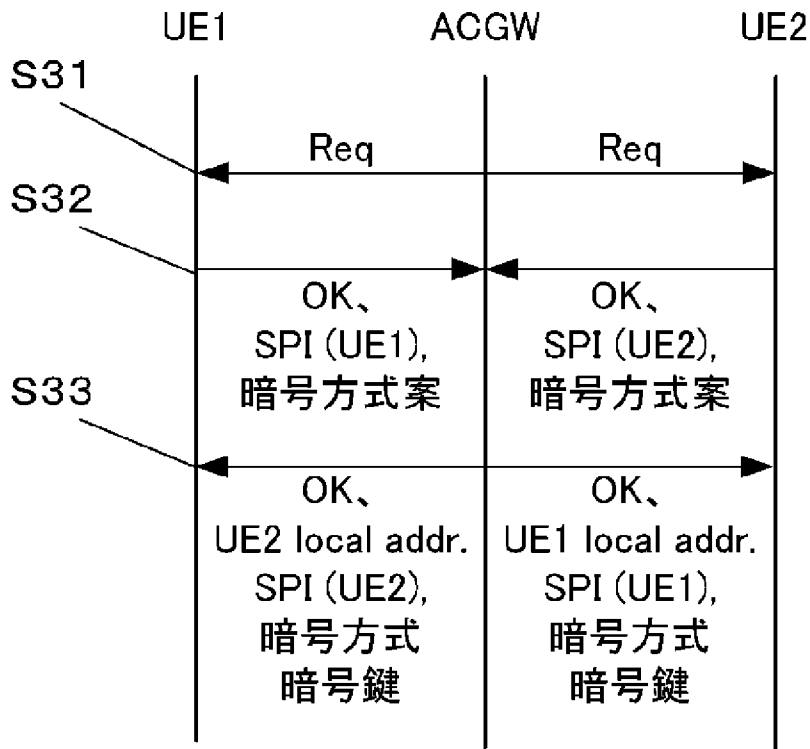 UE1 ACGW UE2
S31
Req Req
S32
OK、 OK、
SPI (UE1), SPI (UE2),
暗号方式案 暗号方式案
S33
OK、 OK、
UE2 local addr. UE1 local addr.
SPI (UE2), SPI (UE1),
暗号方式 暗号方式
暗号鍵 暗号鍵